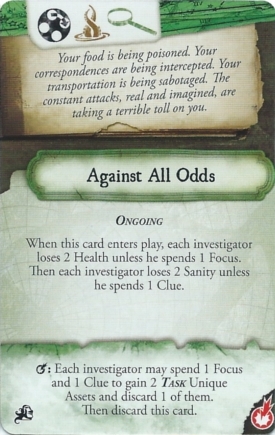 Your food is being poisoned. Your
correspondences are being intercepted. Your
transportation is being sabotaged. The
constant attacks, real and imagined, are
taking a terrible toll on you.
Against All Odds
ONGOING
When this card enters play, each investigator
loses 2 Health unless he spends 1 Focus.
Then each investigator loses 2 Sanity unless
he spends 1 Clue.
: Each investigator may spend 1 Focus
and 1 Clue to gain 2 TASK Unique
Assets and discard 1 of them.
Then discard this card.